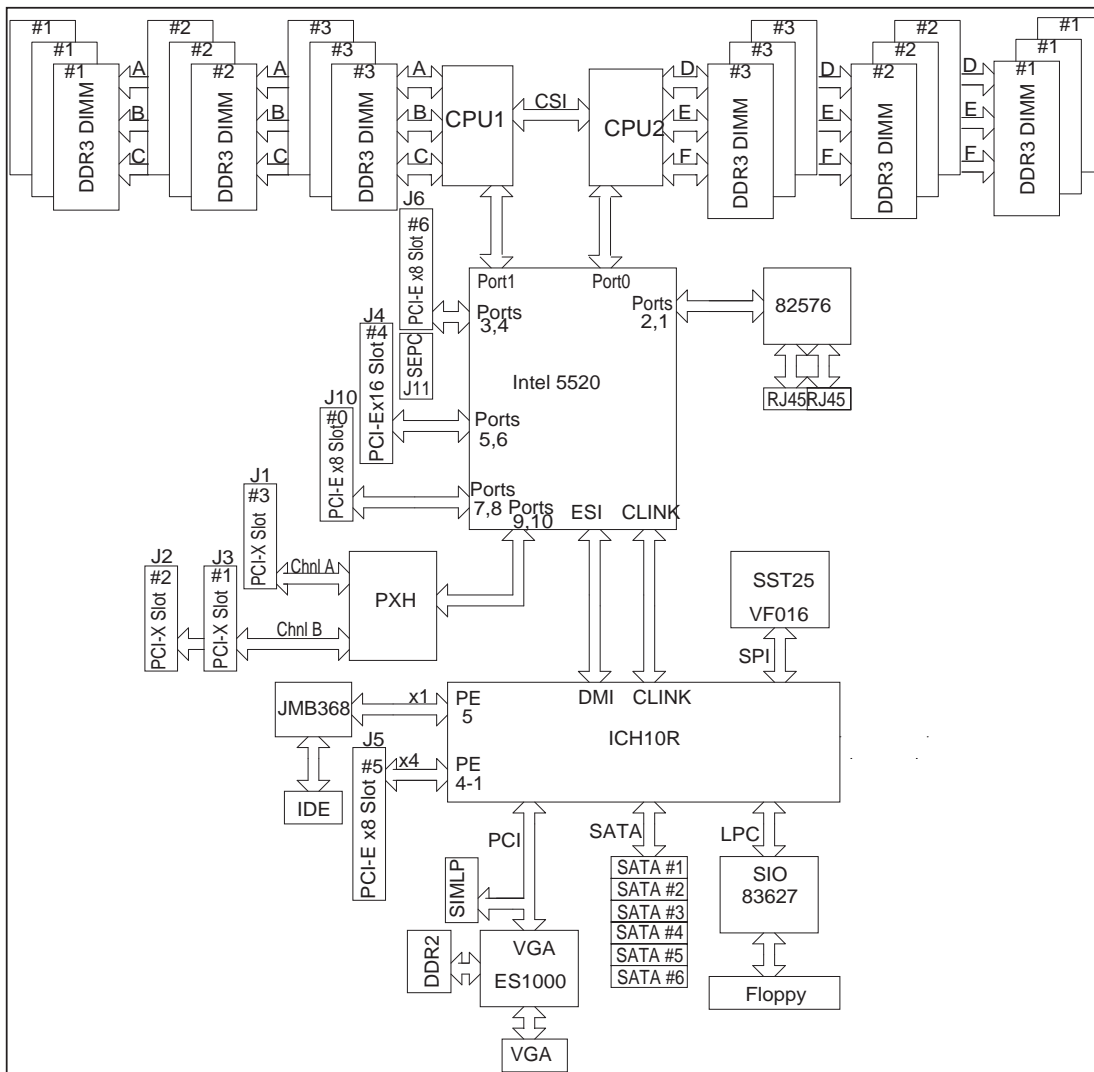 #1
#1
#1
DDR3 DIMM
A
B
C
#2
#2
#2
DDR3 DIMM
A
B
C
#3
#3
#3
DDR3 DIMM
A
B
C
CPU1
CSI
CPU2
D
E
F
#3
#3
#3
DDR3 DIMM
D
E
F
#2
#2
#2
DDR3 DIMM
D
E
F
#1
#1
#1
DDR3 DIMM
J6
#6
PCI-E x8 Slot
J4
#4
PCI-Ex16 Slot
SEPC
J11
J10
#0
PCI-E x8 Slot
Port1
Port0
Ports
3,4
Ports
2,1
Intel 5520
Ports
5,6
Ports
7,8
Ports
9,10
ESI
CLINK
82576
RJ45
RJ45
J1
#3
PCI-X Slot
J2
#2
PCI-X Slot
J3
#1
PCI-X Slot
Chnl A
Chnl B
PXH
SST25
VF016
SPI
JMB368
IDE
x1
PE
5
DMI
CLINK
ICH10R
J5
#5
PCI-E x8 Slot
x4
PE
4-1
PCI
SATA
LPC
SIMLP
SATA #1
SATA #2
SATA #3
SATA #4
SATA #5
SATA #6
SIO
83627
Floppy
DDR2
VGA
ES1000
VGA